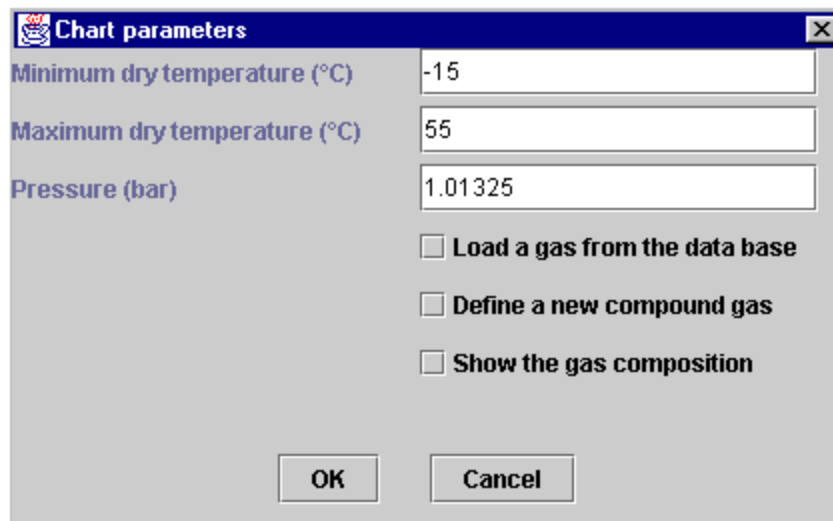 Chart parameters
Minimum dry temperature (°C) -15
Maximum dry temperature (°C) 55
Pressure (bar) 1.01325
Load a gas from the data base
Define a new compound gas
Show the gas composition
OK Cancel